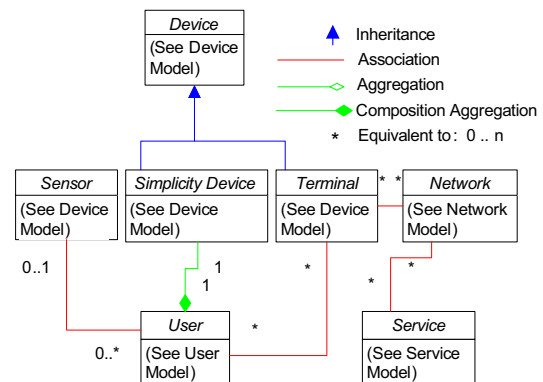 Device
(See Device
Model)
Inheritance
Association
Aggregation
Composition Aggregation
* Equivalent to: 0 .. n
Sensor
(See Device
Model)
Simplicity Device
(See Device
Model)
Terminal
(See Device
Model)
* *
Network
(See Network
Model)
0..1
1
1
*
*
*
User
(See User
Model)
0..*
*
Service
(See Service
Model)